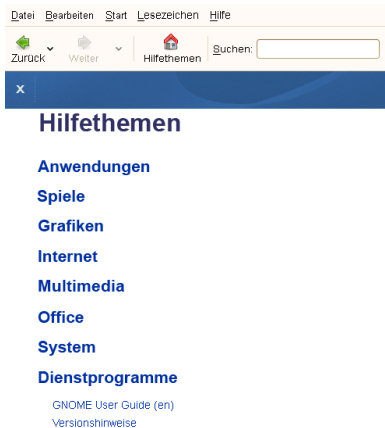 Datei Bearbeiten Start Lesezeichen Hilfe
Zurück Weiter Hilfethemen Suchen:
x
Hilfethemen
Anwendungen
Spiele
Grafiken
Internet
Multimedia
Office
System
Dienstprogramme
GNOME User Guide (en)
Versionshinweise